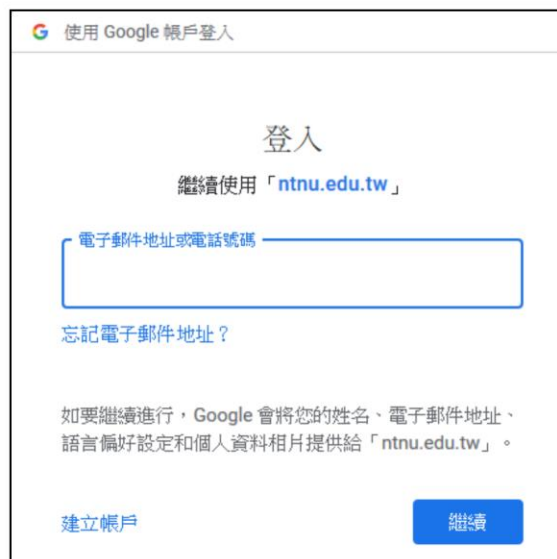 使用 Google 帳戶登入
登入
繼續使用「ntnu.edu.tw」
電子郵件地址或電話號碼
忘記電子郵件地址？
如要繼續進行，Google 會將您的姓名、電子郵件地址、
語言偏好設定和個人資料相片提供給「ntnu.edu.tw」。
建立帳戶
繼續